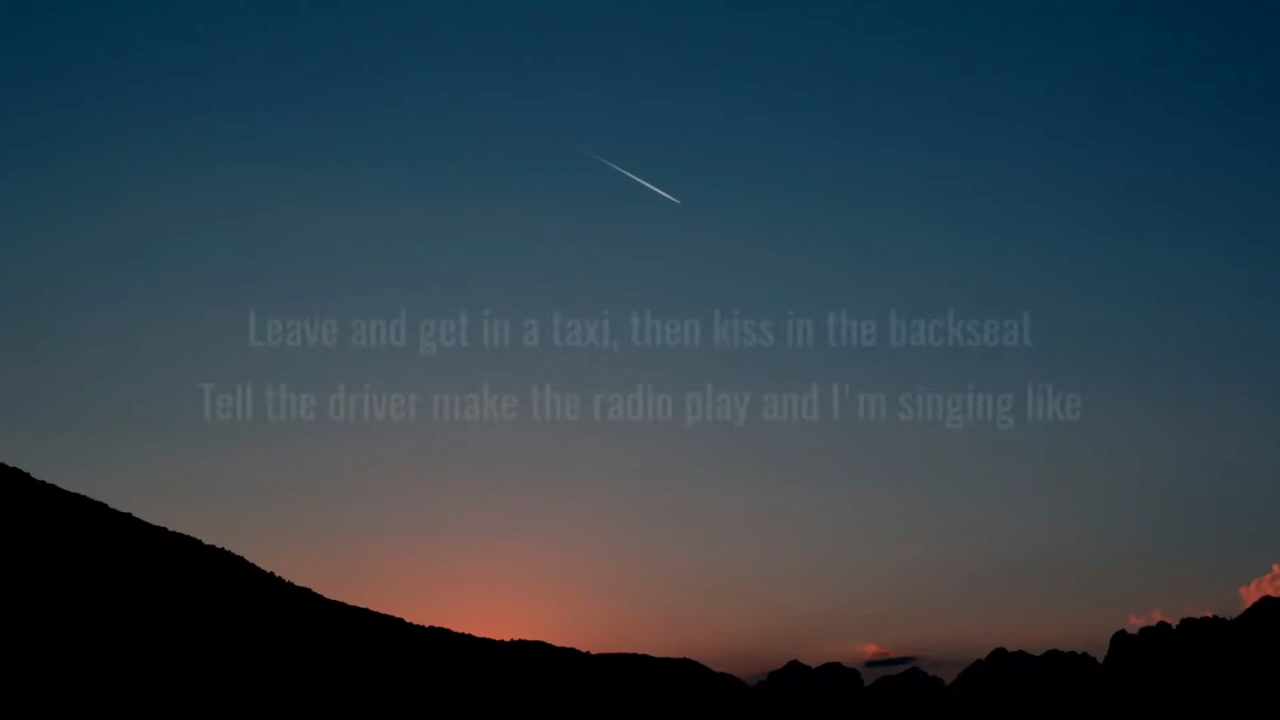 Leave and get in a taxi, then kiss in the backseat
Tell the driver make the radio play and I'm singing like